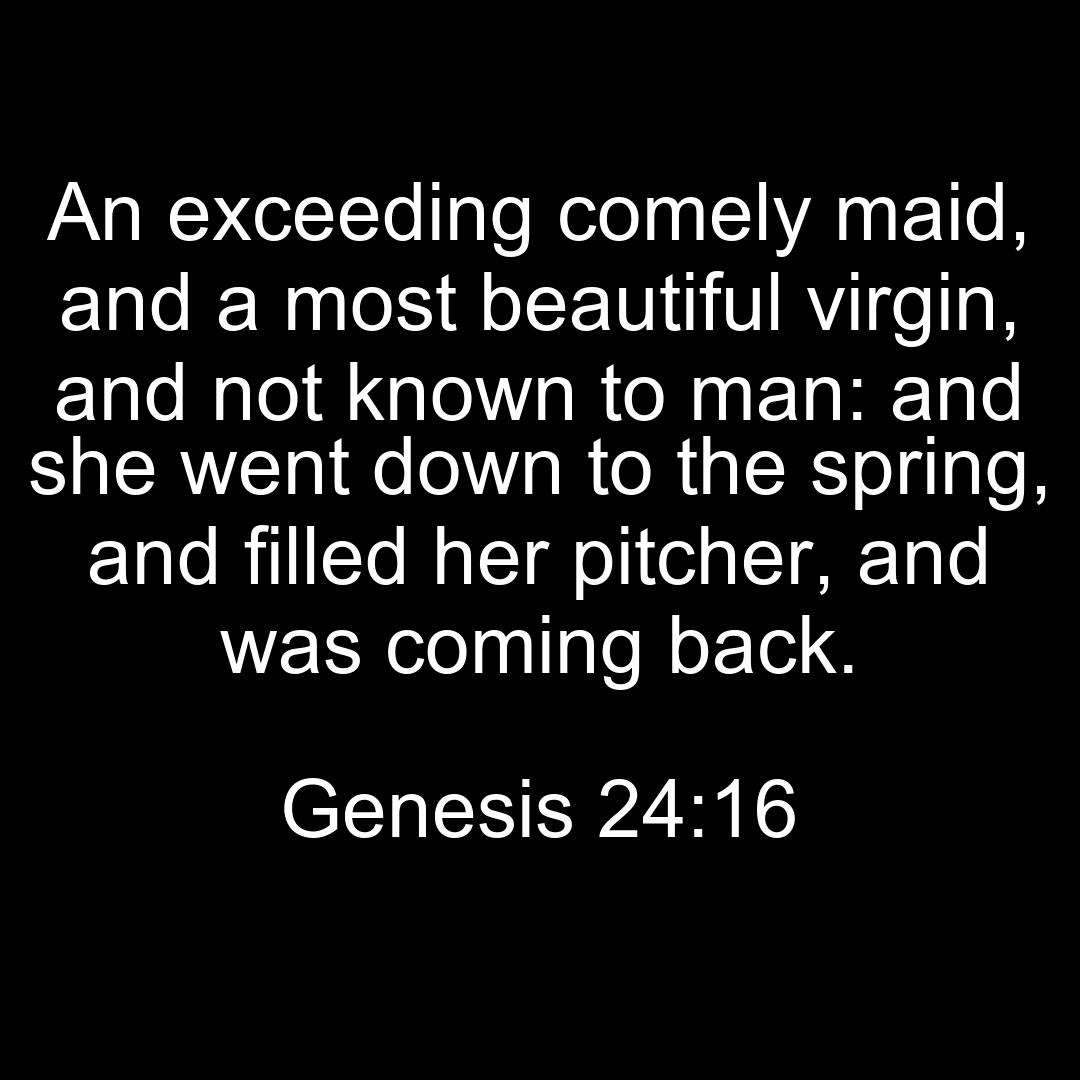 An exceeding comely maid,
and a most beautiful virgin,
and not known to man: and
she went down to the spring,
and filled her pitcher, and
was coming back.
Genesis 24:16